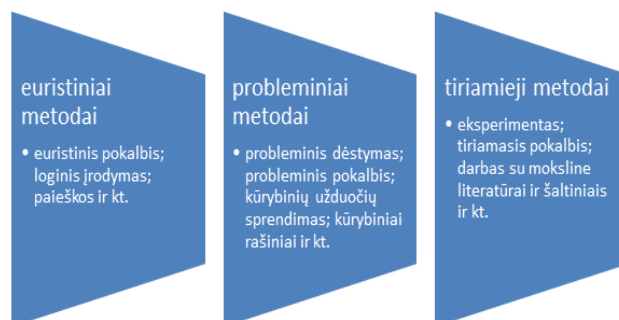 euristiniai
metodai
• euristinis pokalbis;
loginis įrodymas;
paieškos ir kt.
probleminiai
metodai
• probleminis dėstymas;
probleminis pokalbis;
kūrybinių užduočių
sprendimas; kūrybiniai
rašiniai ir kt.
tiriamieji metodai
• eksperimentas;
tiriamasis pokalbis;
darbas su moksline
literatūrai ir šaltiniais
ir kt.